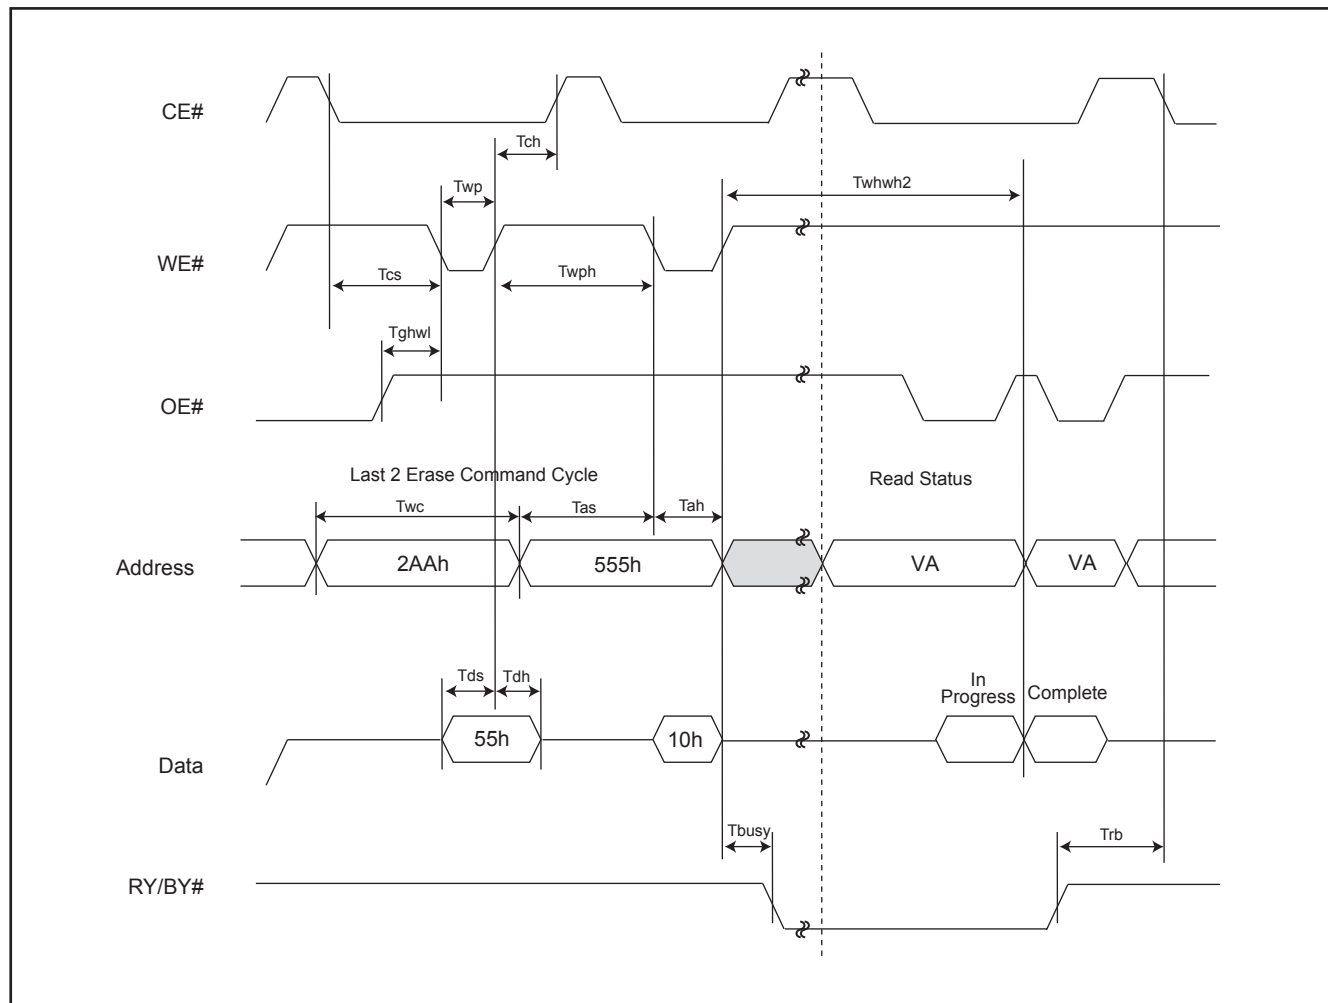 CE#
Tch
Twp
Twhwh2
WE#
Tcs
Twph
Tghwl
OE#
Last 2 Erase Command Cycle
Read Status
Twc
Tas
Tah
Address
2AAh
555h
VA
VA
Tds
Tdh
In
Progress
Complete
Data
55h
10h
Tbusy
Trb
RY/BY#